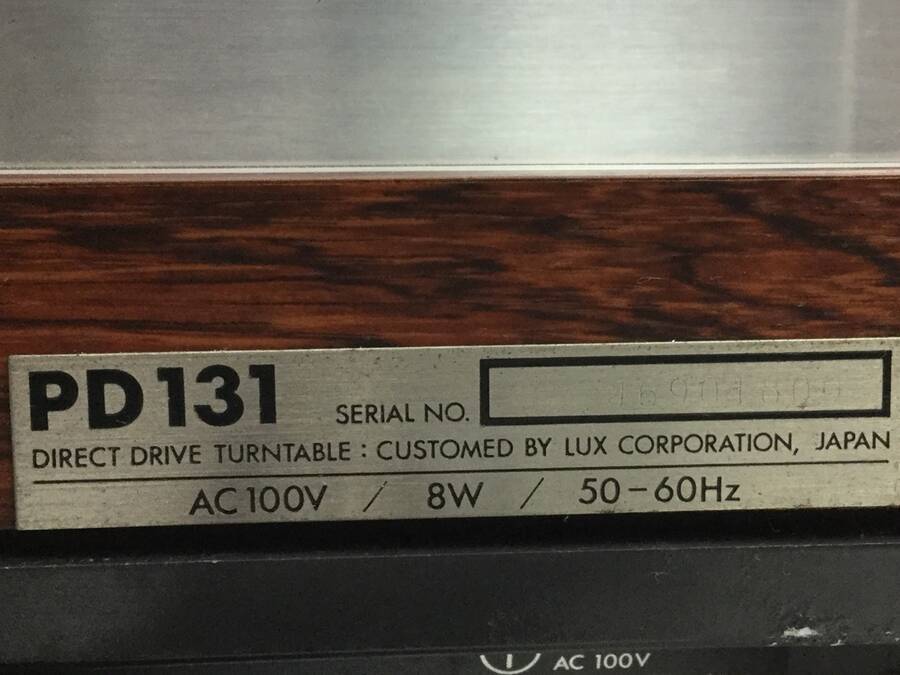 PD131 SERIAL NO.
DIRECT DRIVE TURNTABLE : CUSTOMED BY LUX CORPORATION, JAPAN
AC100V / 8W / 50-60Hz
AC 100V